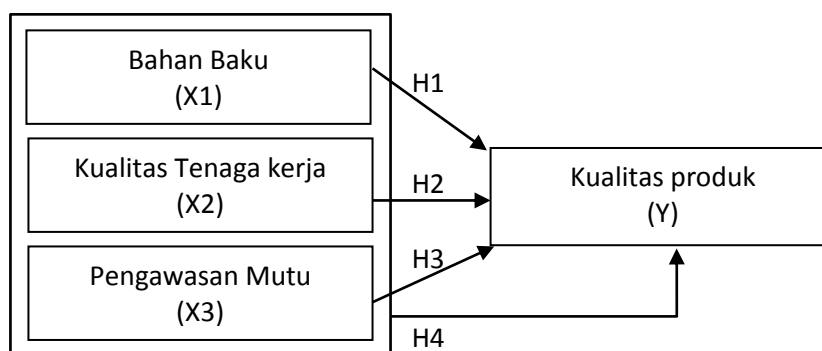 Bahan Baku
(X1)
H1
Kualitas Tenaga kerja
(X2)
H2
Kualitas produk
(Y)
Pengawasan Mutu
(X3)
H3
H4